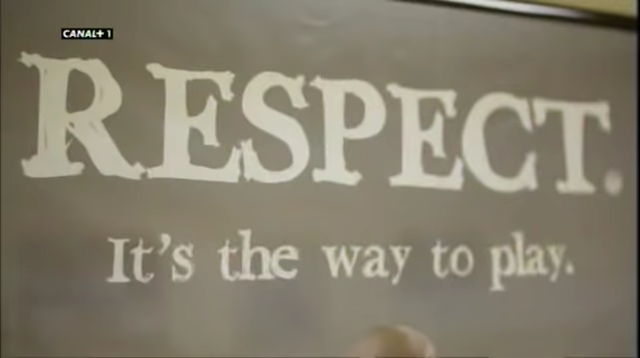 CANAL+ 1
RESPECT.
It's the way to play.